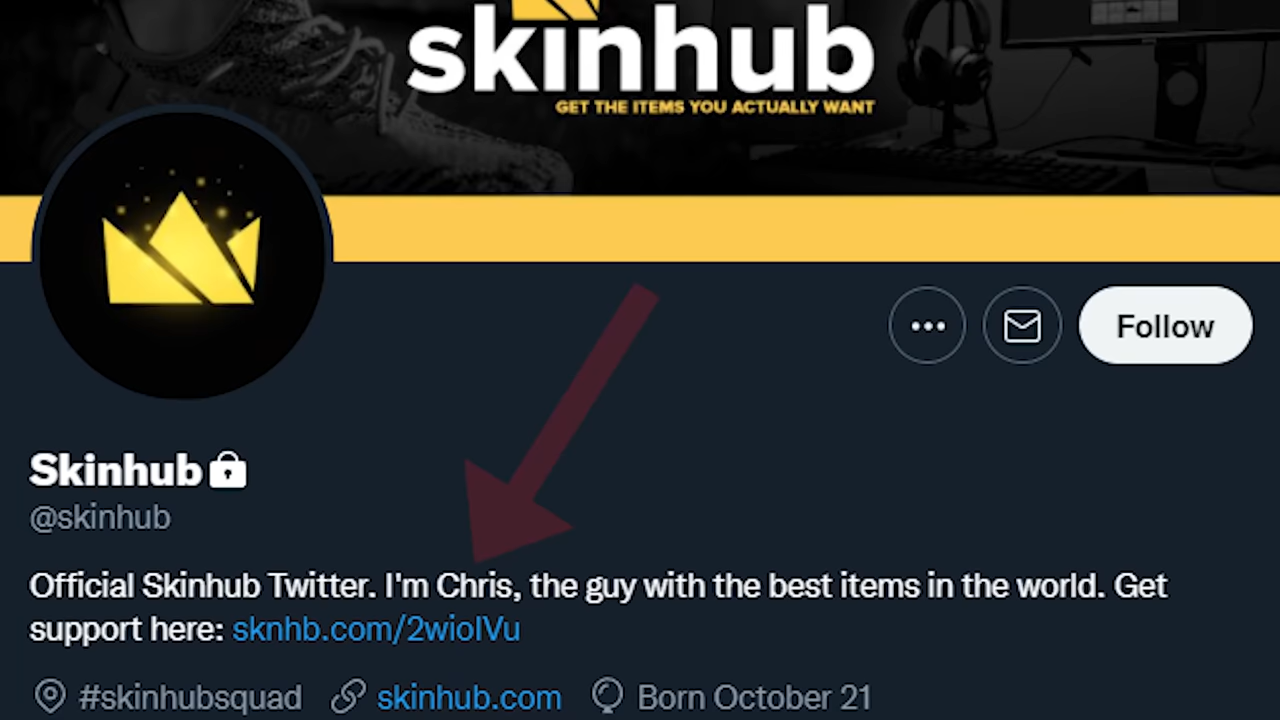 skinhub
GET THE ITEMS YOU ACTUALLY WANT
Follow
Skinhub
@skinhub
Official Skinhub Twitter. I'm Chris, the guy with the best items in the world. Get
support here: sknhb.com/2wioIVu
#skinhubsquad skinhub.com Born October 21